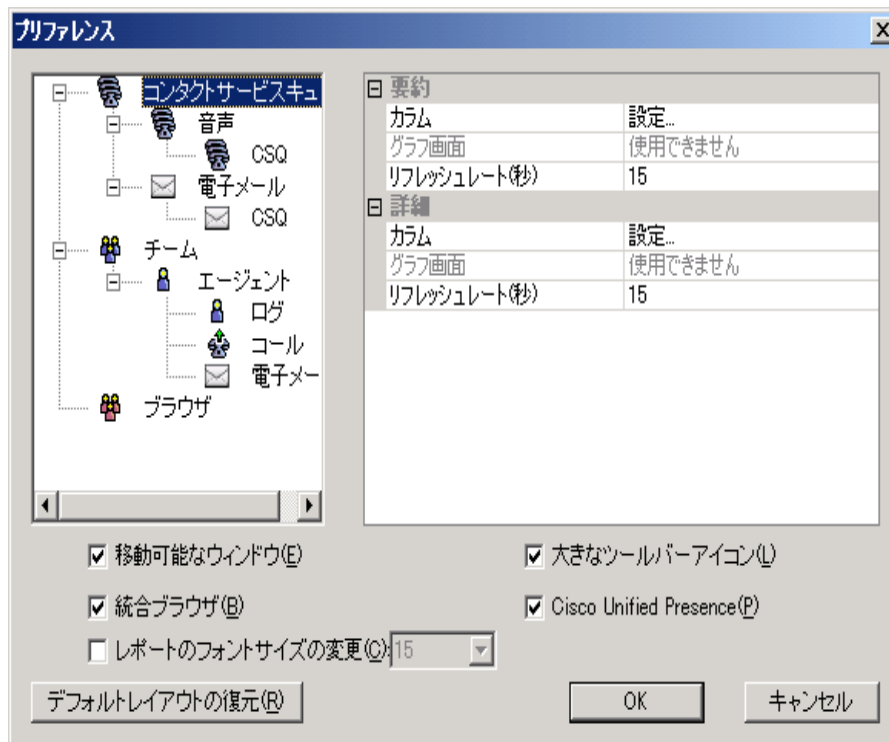 プリファレンス
コンタクトサービスキュ
音声
CSQ
電子メール
CSQ
チーム
エージェント
ログ
コール
電子メー
ブラウザ
要約
カラム 設定...
グラフ画面 使用できません
リフレッシュレート(秒) 15
詳細
カラム 設定...
グラフ画面 使用できません
リフレッシュレート(秒) 15
移動可能なウィンドウ(E) 大きなツールバーアイコン(L)
統合ブラウザ(B) Cisco Unified Presence(P)
レポートのフォントサイズの変更(C): 15
デフォルトレイアウトの復元(R) OK キャンセル